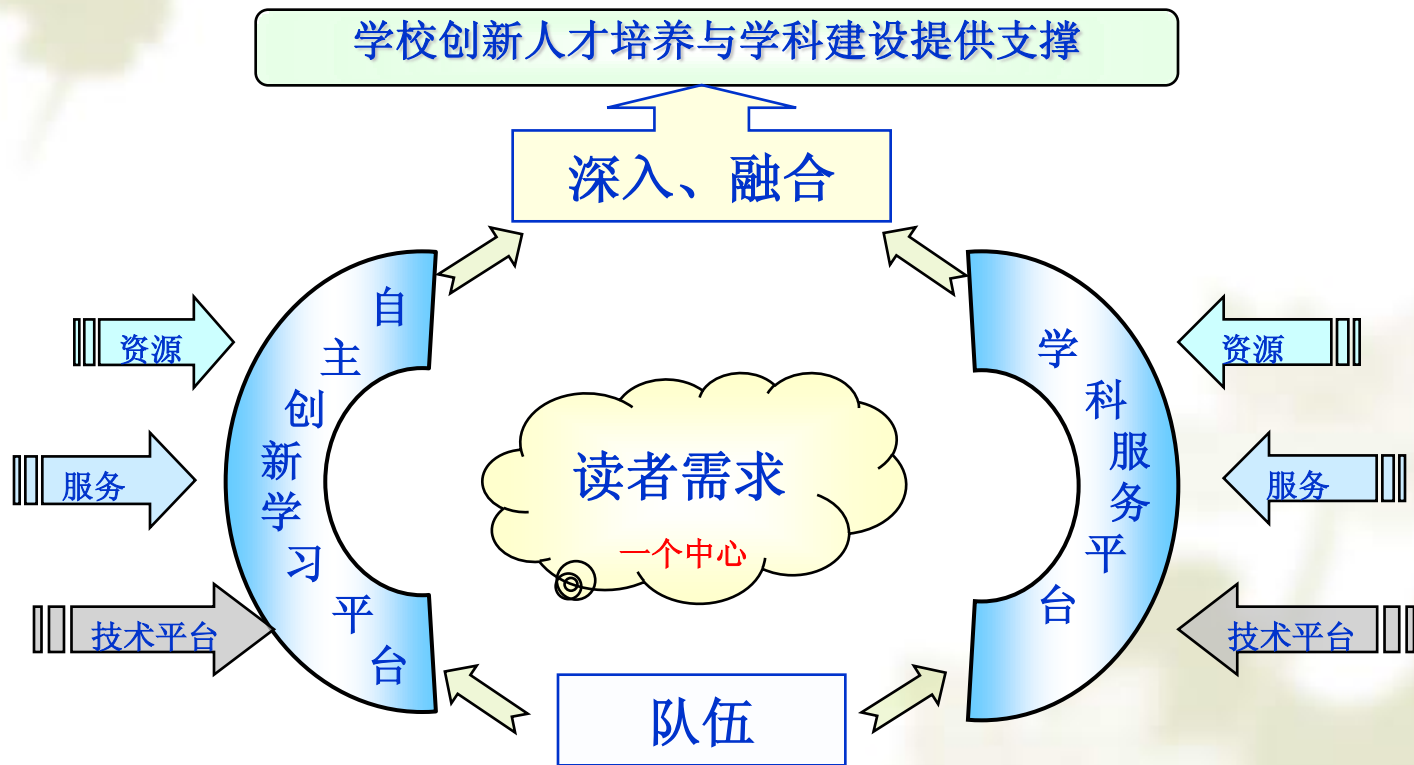 学校创新人才培养与学科建设提供支撑
深入、融合
自主创新学习平台
学科服务平台
资源
资源
读者需求
一个中心
服务
服务
技术平台
技术平台
队伍